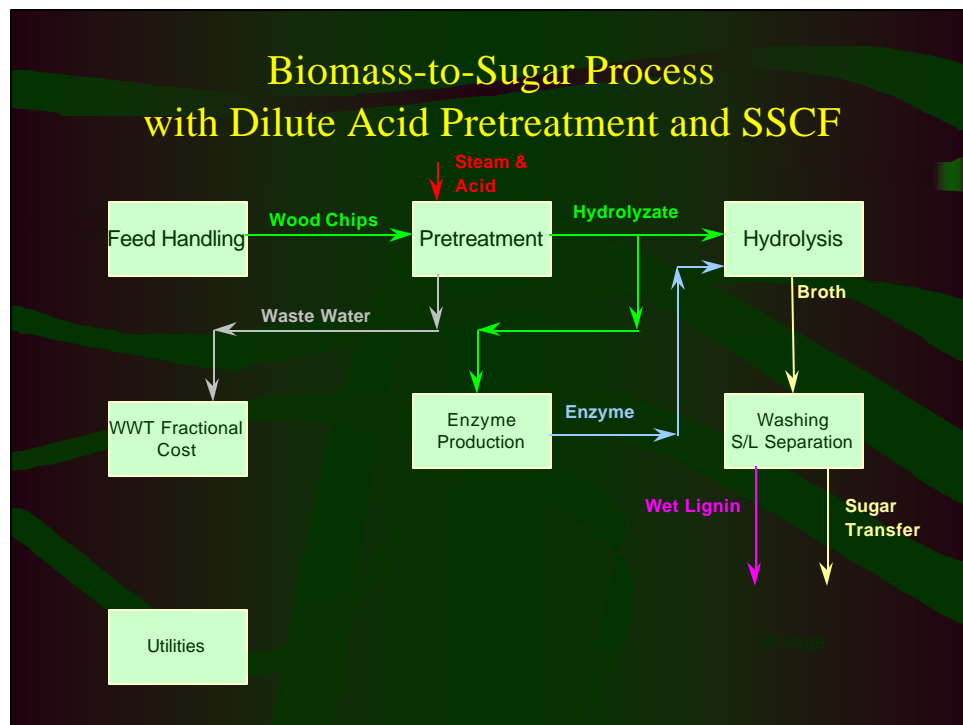 Biomass-to-Sugar Process
with Dilute Acid Pretreatment and SSCF
Steam &
Acid
Feed Handling
Wood Chips
Pretreatment
Hydrolyzate
Hydrolysis
Waste Water
Broth
WWT Fractional
Cost
Enzyme
Production
Enzyme
Washing
S/L Separation
Wet Lignin
Sugar
Transfer
Utilities
Storage